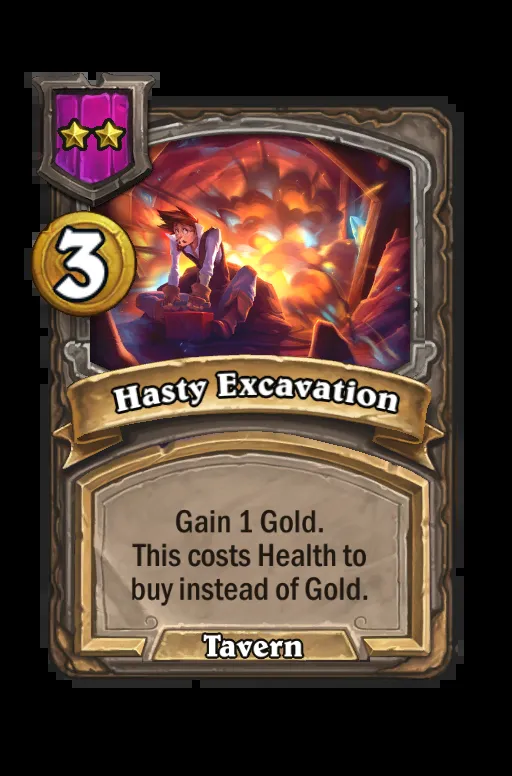 3
Hasty Excavation
Gain 1 Gold.
This costs Health to
buy instead of Gold.
Tavern